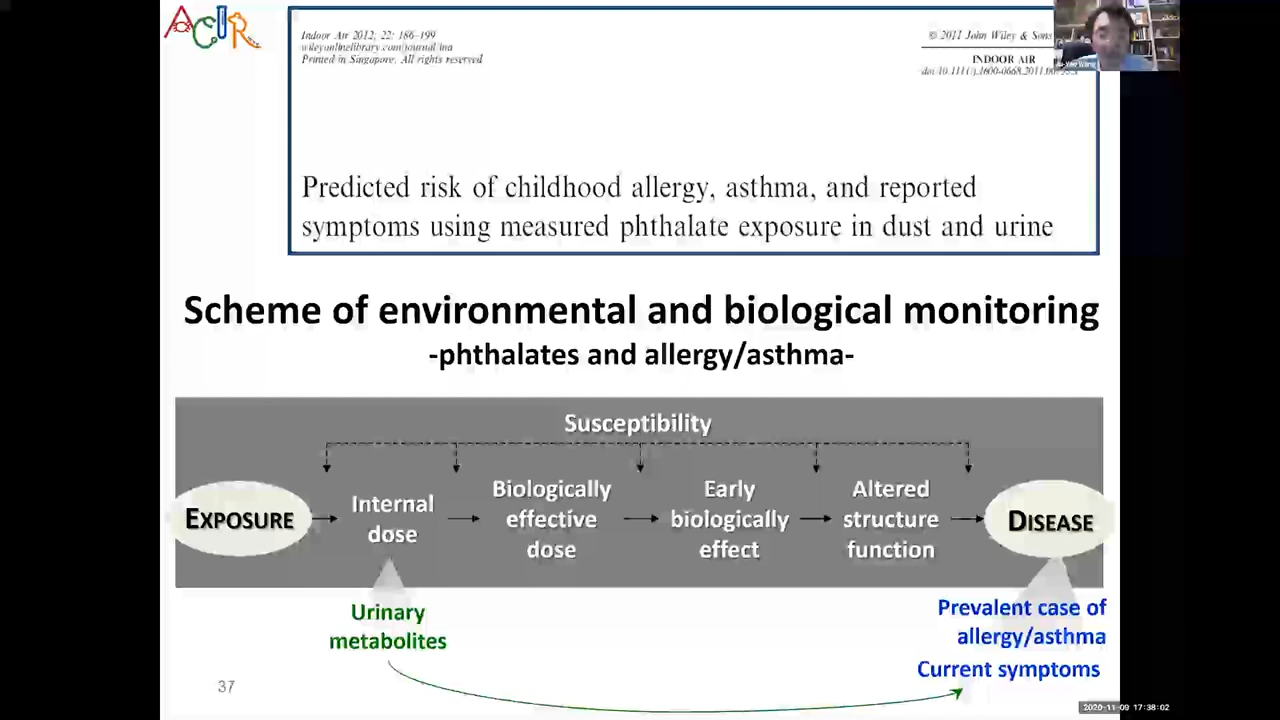 ACIR
Indoor Air 2012; 22: 186–199
wileyonlinelibrary.com/journal/ina
Printed in Singapore. All rights reserved
© 2011 John Wiley & Sons
INDOOR AIR
Predicted risk of childhood allergy, asthma, and reported
symptoms using measured phthalate exposure in dust and urine
Scheme of environmental and biological monitoring
-phthalates and allergy/asthma-
Susceptibility
EXPOSURE
Internal
dose
Biologically
effective
dose
Early
biologically
effect
Altered
structure
function
DISEASE
Urinary
metabolites
Prevalent case of
allergy/asthma
Current symptoms
37
2020-11-09 17:38:02